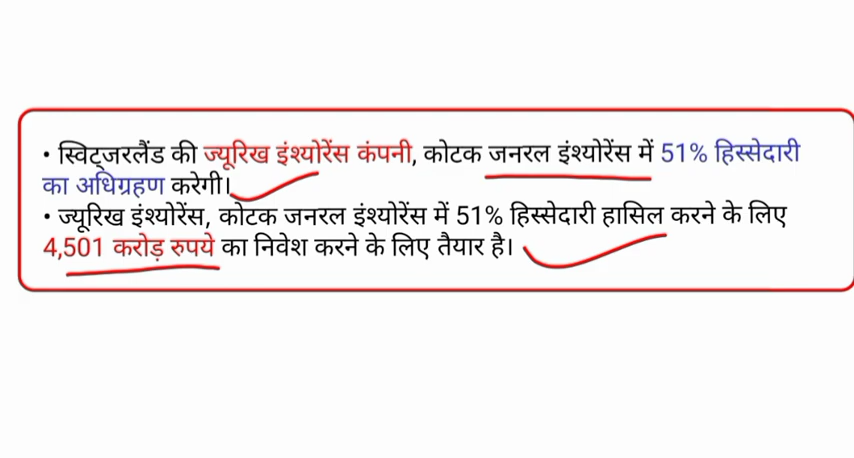 • स्विट्जरलैंड की ज्यूरिख इंश्योरेंस कंपनी, कोटक जनरल इंश्योरेंस में 51% हिस्सेदारी
का अधिग्रहण करेगी।
• ज्यूरिख इंश्योरेंस, कोटक जनरल इंश्योरेंस में 51% हिस्सेदारी हासिल करने के लिए
4,501 करोड़ रुपये का निवेश करने के लिए तैयार है।